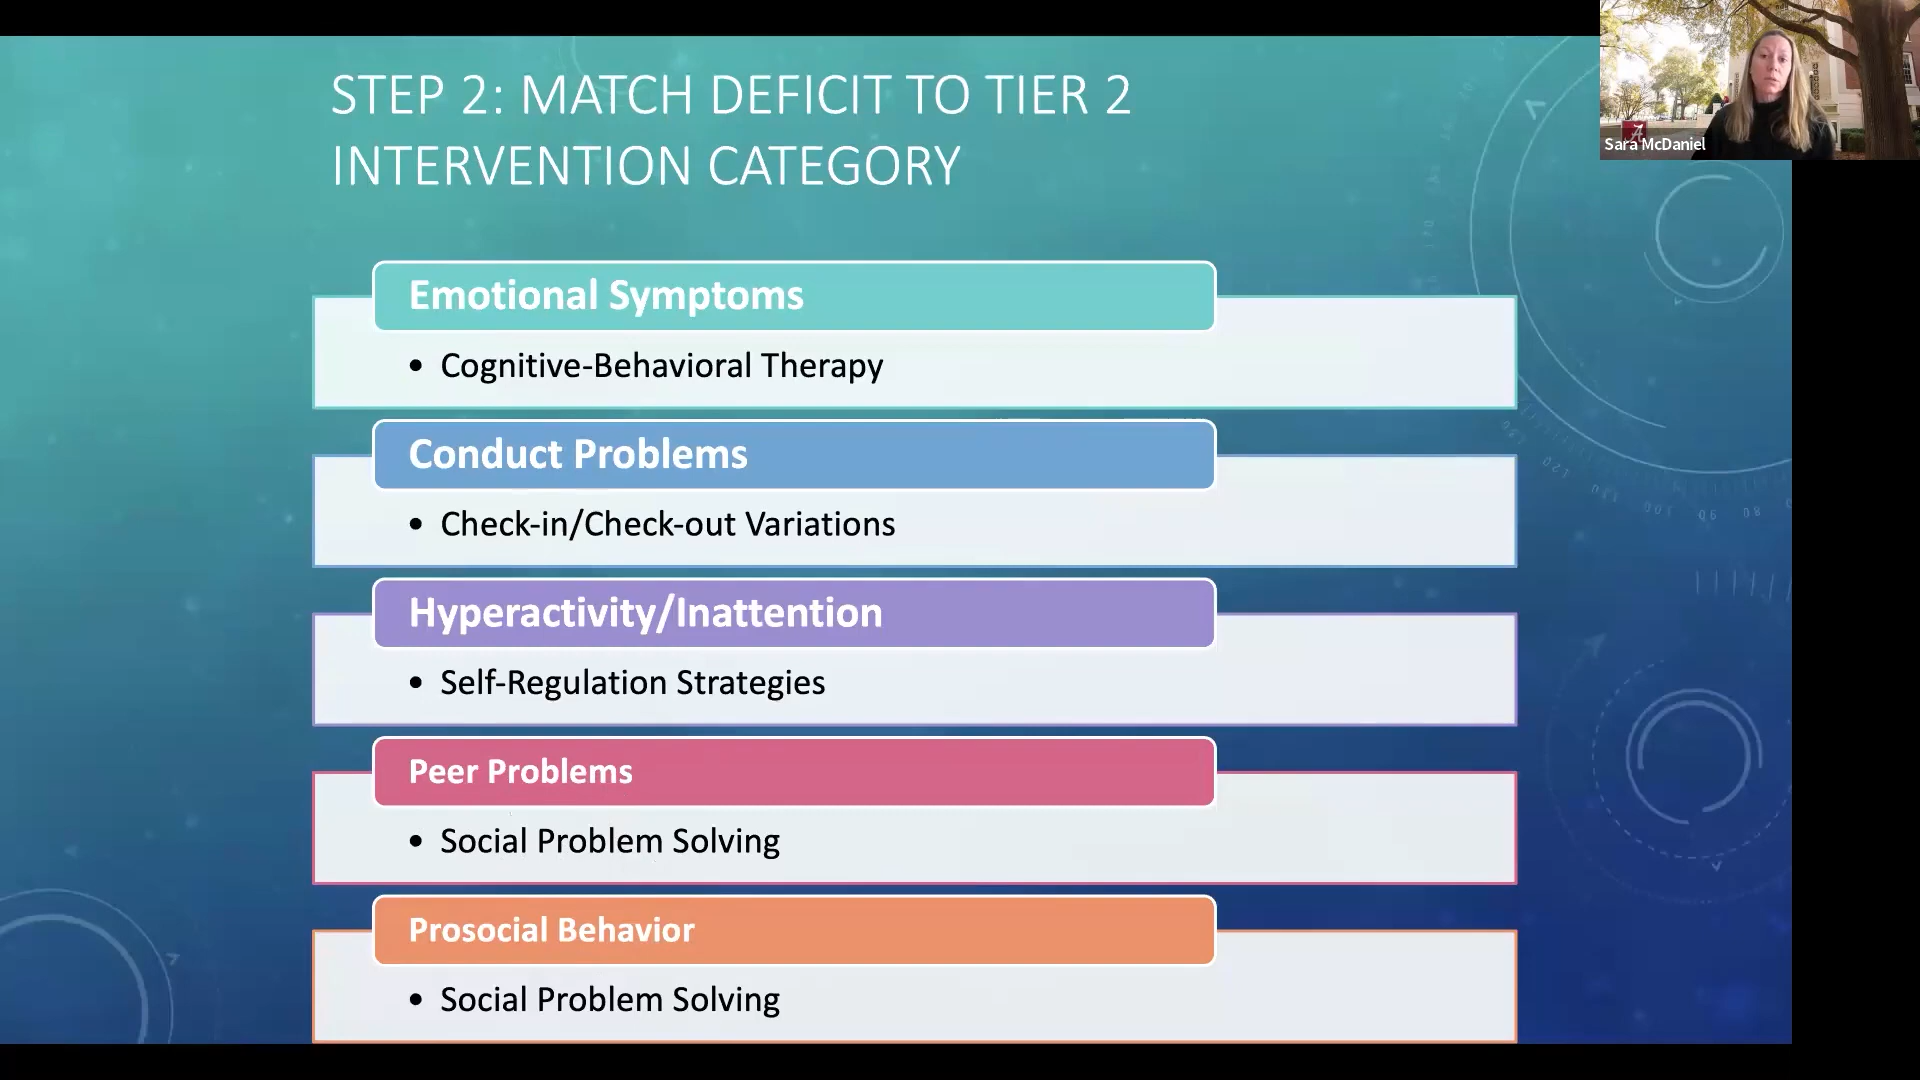 STEP 2: MATCH DEFICIT TO TIER 2
INTERVENTION CATEGORY
Sara McDaniel
Emotional Symptoms
• Cognitive-Behavioral Therapy
Conduct Problems
• Check-in/Check-out Variations
Hyperactivity/Inattention
• Self-Regulation Strategies
Peer Problems
• Social Problem Solving
Prosocial Behavior
• Social Problem Solving